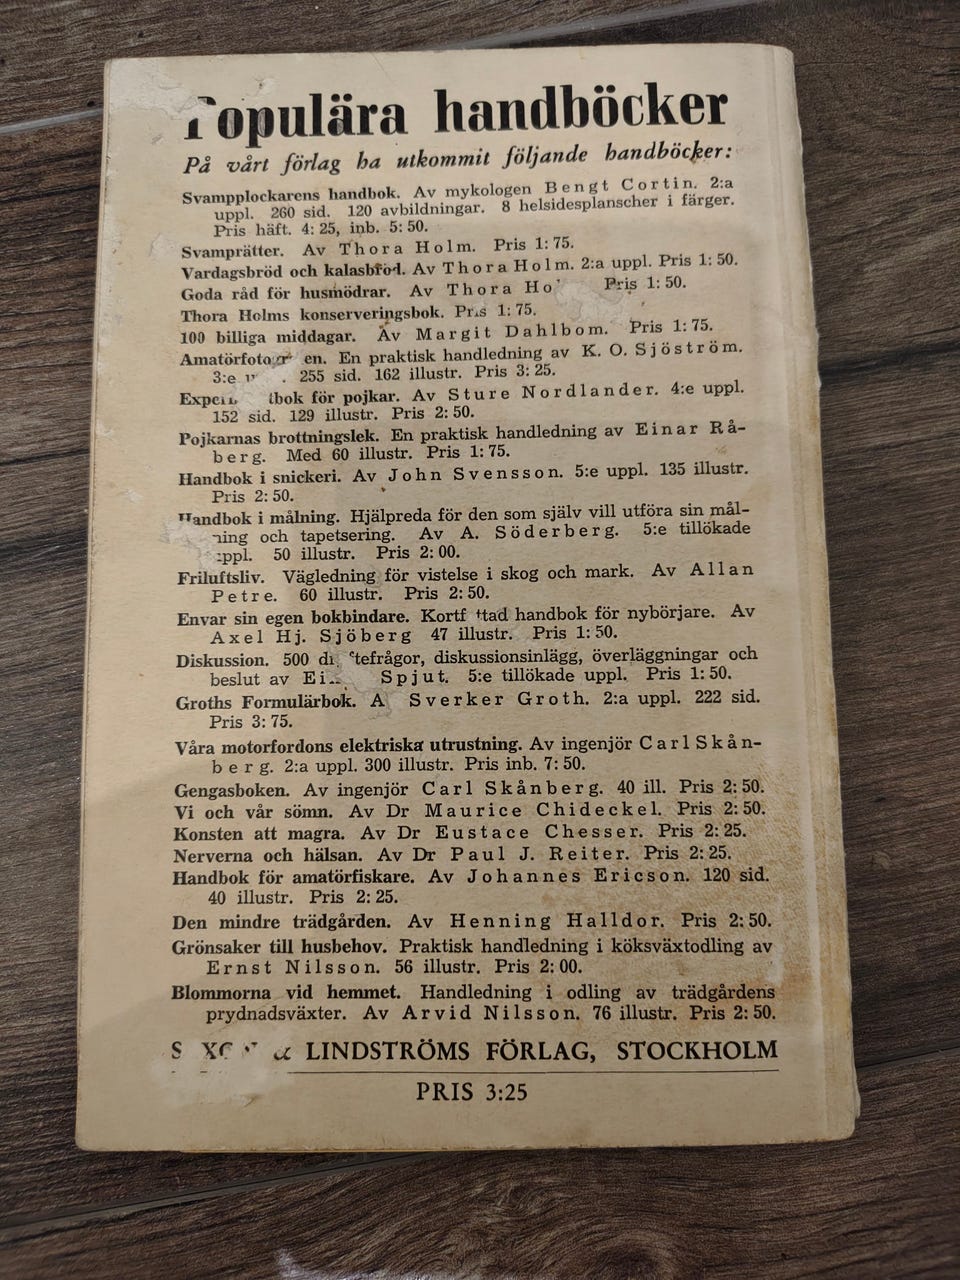 Populära handböcker
På vårt förlag ha utkommit följande handböcker:
Svampplockarens handbok. Av mykologen Bengt Cortin. 2:a
uppl. 260 sid. 120 avbildningar. 8 helsidesplanscher i färger.
Pris häft. 4: 25, inb. 5: 50.
Svamprätter. Av Thora Holm. Pris 1: 75.
Vardagsbröd och kalasbröd. Av Thora Holm. 2:a uppl. Pris 1: 50.
Goda råd för husmödrar. Av Thora Ho Pris 1: 50.
Thora Holms konserveringsbok. Pris 1: 75.
100 billiga middagar. Av Margit Dahlbom. Pris 1: 75.
Amatörfotogr en. En praktisk handledning av K. O. Sjöström.
3:e 255 sid. 162 illustr. Pris 3: 25.
bok för pojkar. Av Sture Nordlander. 4:e uppl.
152 sid. 129 illustr. Pris 2: 50.
Pojkarnas brottningslek. En praktisk handledning av Einar Rå-
berg. Med 60 illustr. Pris 1: 75.
Handbok i snickeri. Av John Svensson. 5:e uppl. 135 illustr.
Pris 2: 50.
Handbok i målning. Hjälpreda för den som själv vill utföra sin mål-
ning och tapetsering. Av A. Söderberg. 5:e tillökade
uppl. 50 illustr. Pris 2: 00.
Friluftsliv. Vägledning för vistelse i skog och mark. Av Allan
Petre. 60 illustr. Pris 2: 50.
Envar sin egen bokbindare. Kortfattad handbok för nybörjare. Av
Axel Hj. Sjöberg 47 illustr. Pris 1: 50.
Diskussion. 500 tefrågor, diskussionsinlägg, överläggningar och
beslut av Ei Spjut. 5:e tillökade uppl. Pris 1: 50.
Groths Formulärbok. A Sverker Groth. 2:a uppl. 222 sid.
Pris 3: 75.
Våra motorfordons elektriska utrustning. Av ingenjör Carl Skån-
berg. 2:a uppl. 300 illustr. Pris inb. 7: 50.
Gengasboken. Av ingenjör Carl Skånberg. 40 ill. Pris 2: 50.
Vi och vår sömn. Av Dr Maurice Chideckel. Pris 2: 50.
Konsten att magra. Av Dr Eustace Chesser. Pris 2: 25.
Nerverna och hälsan. Av Dr Paul J. Reiter. Pris 2: 25.
Handbok för amatörfiskare. Av Johannes Ericson. 120 sid.
40 illustr. Pris 2: 25.
Den mindre trädgården. Av Henning Halldor. Pris 2: 50.
Grönsaker till husbehov. Praktisk handledning i köksväxtodling av
Ernst Nilsson. 56 illustr. Pris 2: 00.
Blommorna vid hemmet. Handledning i odling av trädgårdens
prydnadsväxter. Av Arvid Nilsson. 76 illustr. Pris 2: 50.
& LINDSTRÖMS FÖRLAG, STOCKHOLM
PRIS 3:25